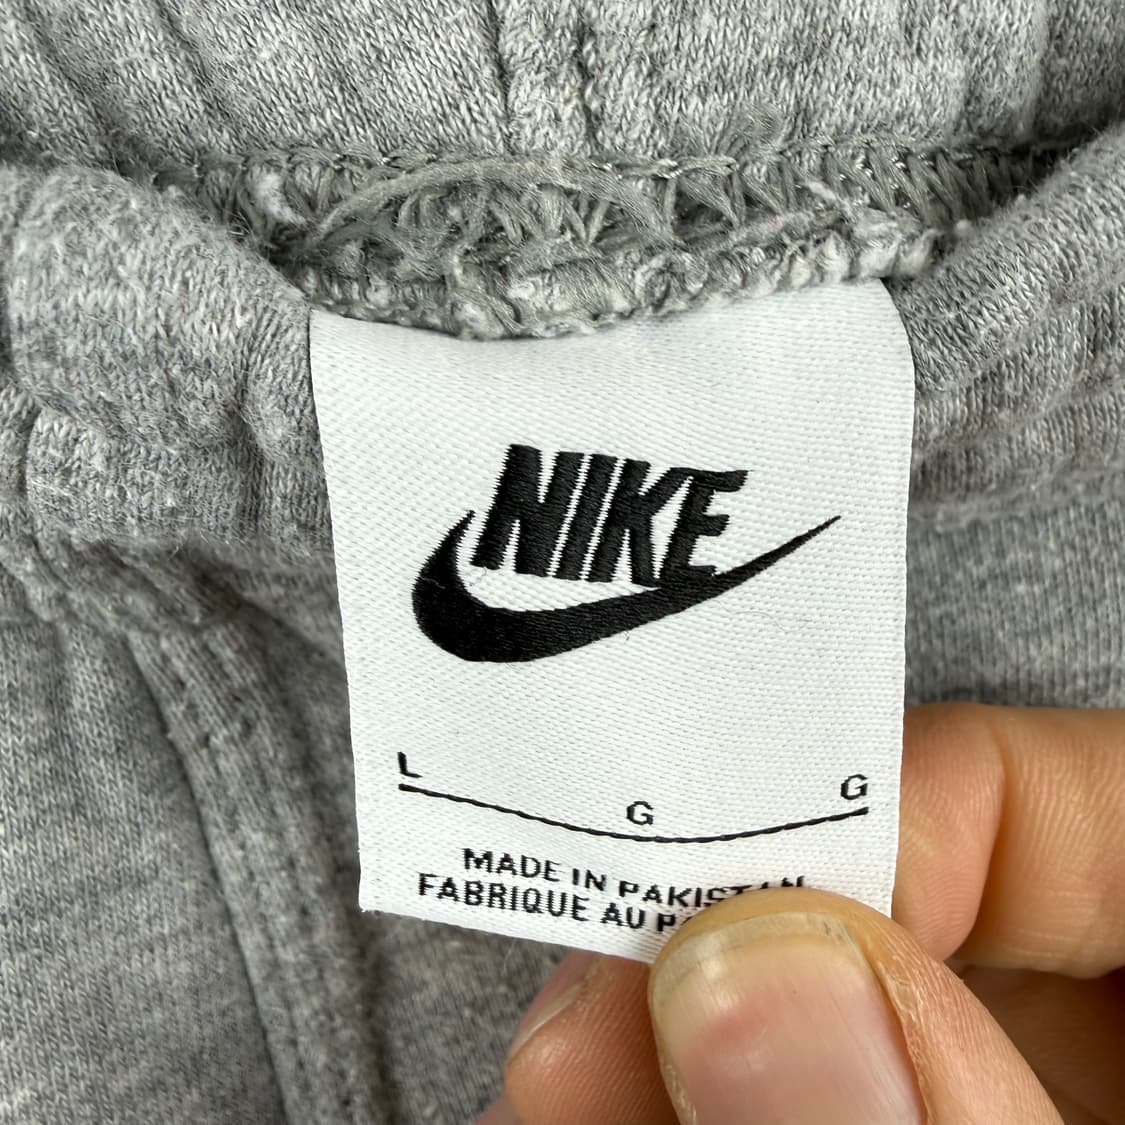 NIKE
L G G
MADE IN PAKISTAN
FABRIQUE AU